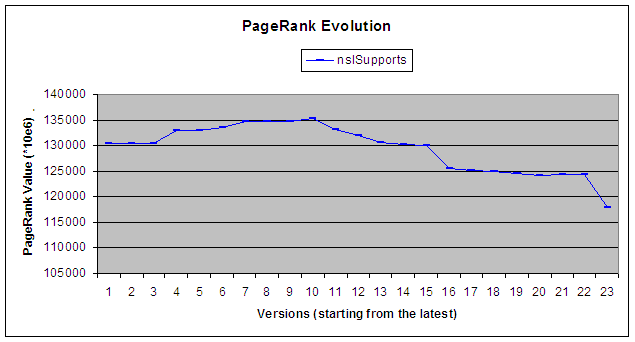 PageRank Evolution
nsISupports
140000
135000
130000
125000
120000
115000
110000
105000
PageRank Value (*10e6)
1 2 3 4 5 6 7 8 9 10 11 12 13 14 15 16 17 18 19 20 21 22 23
Versions (starting from the latest)